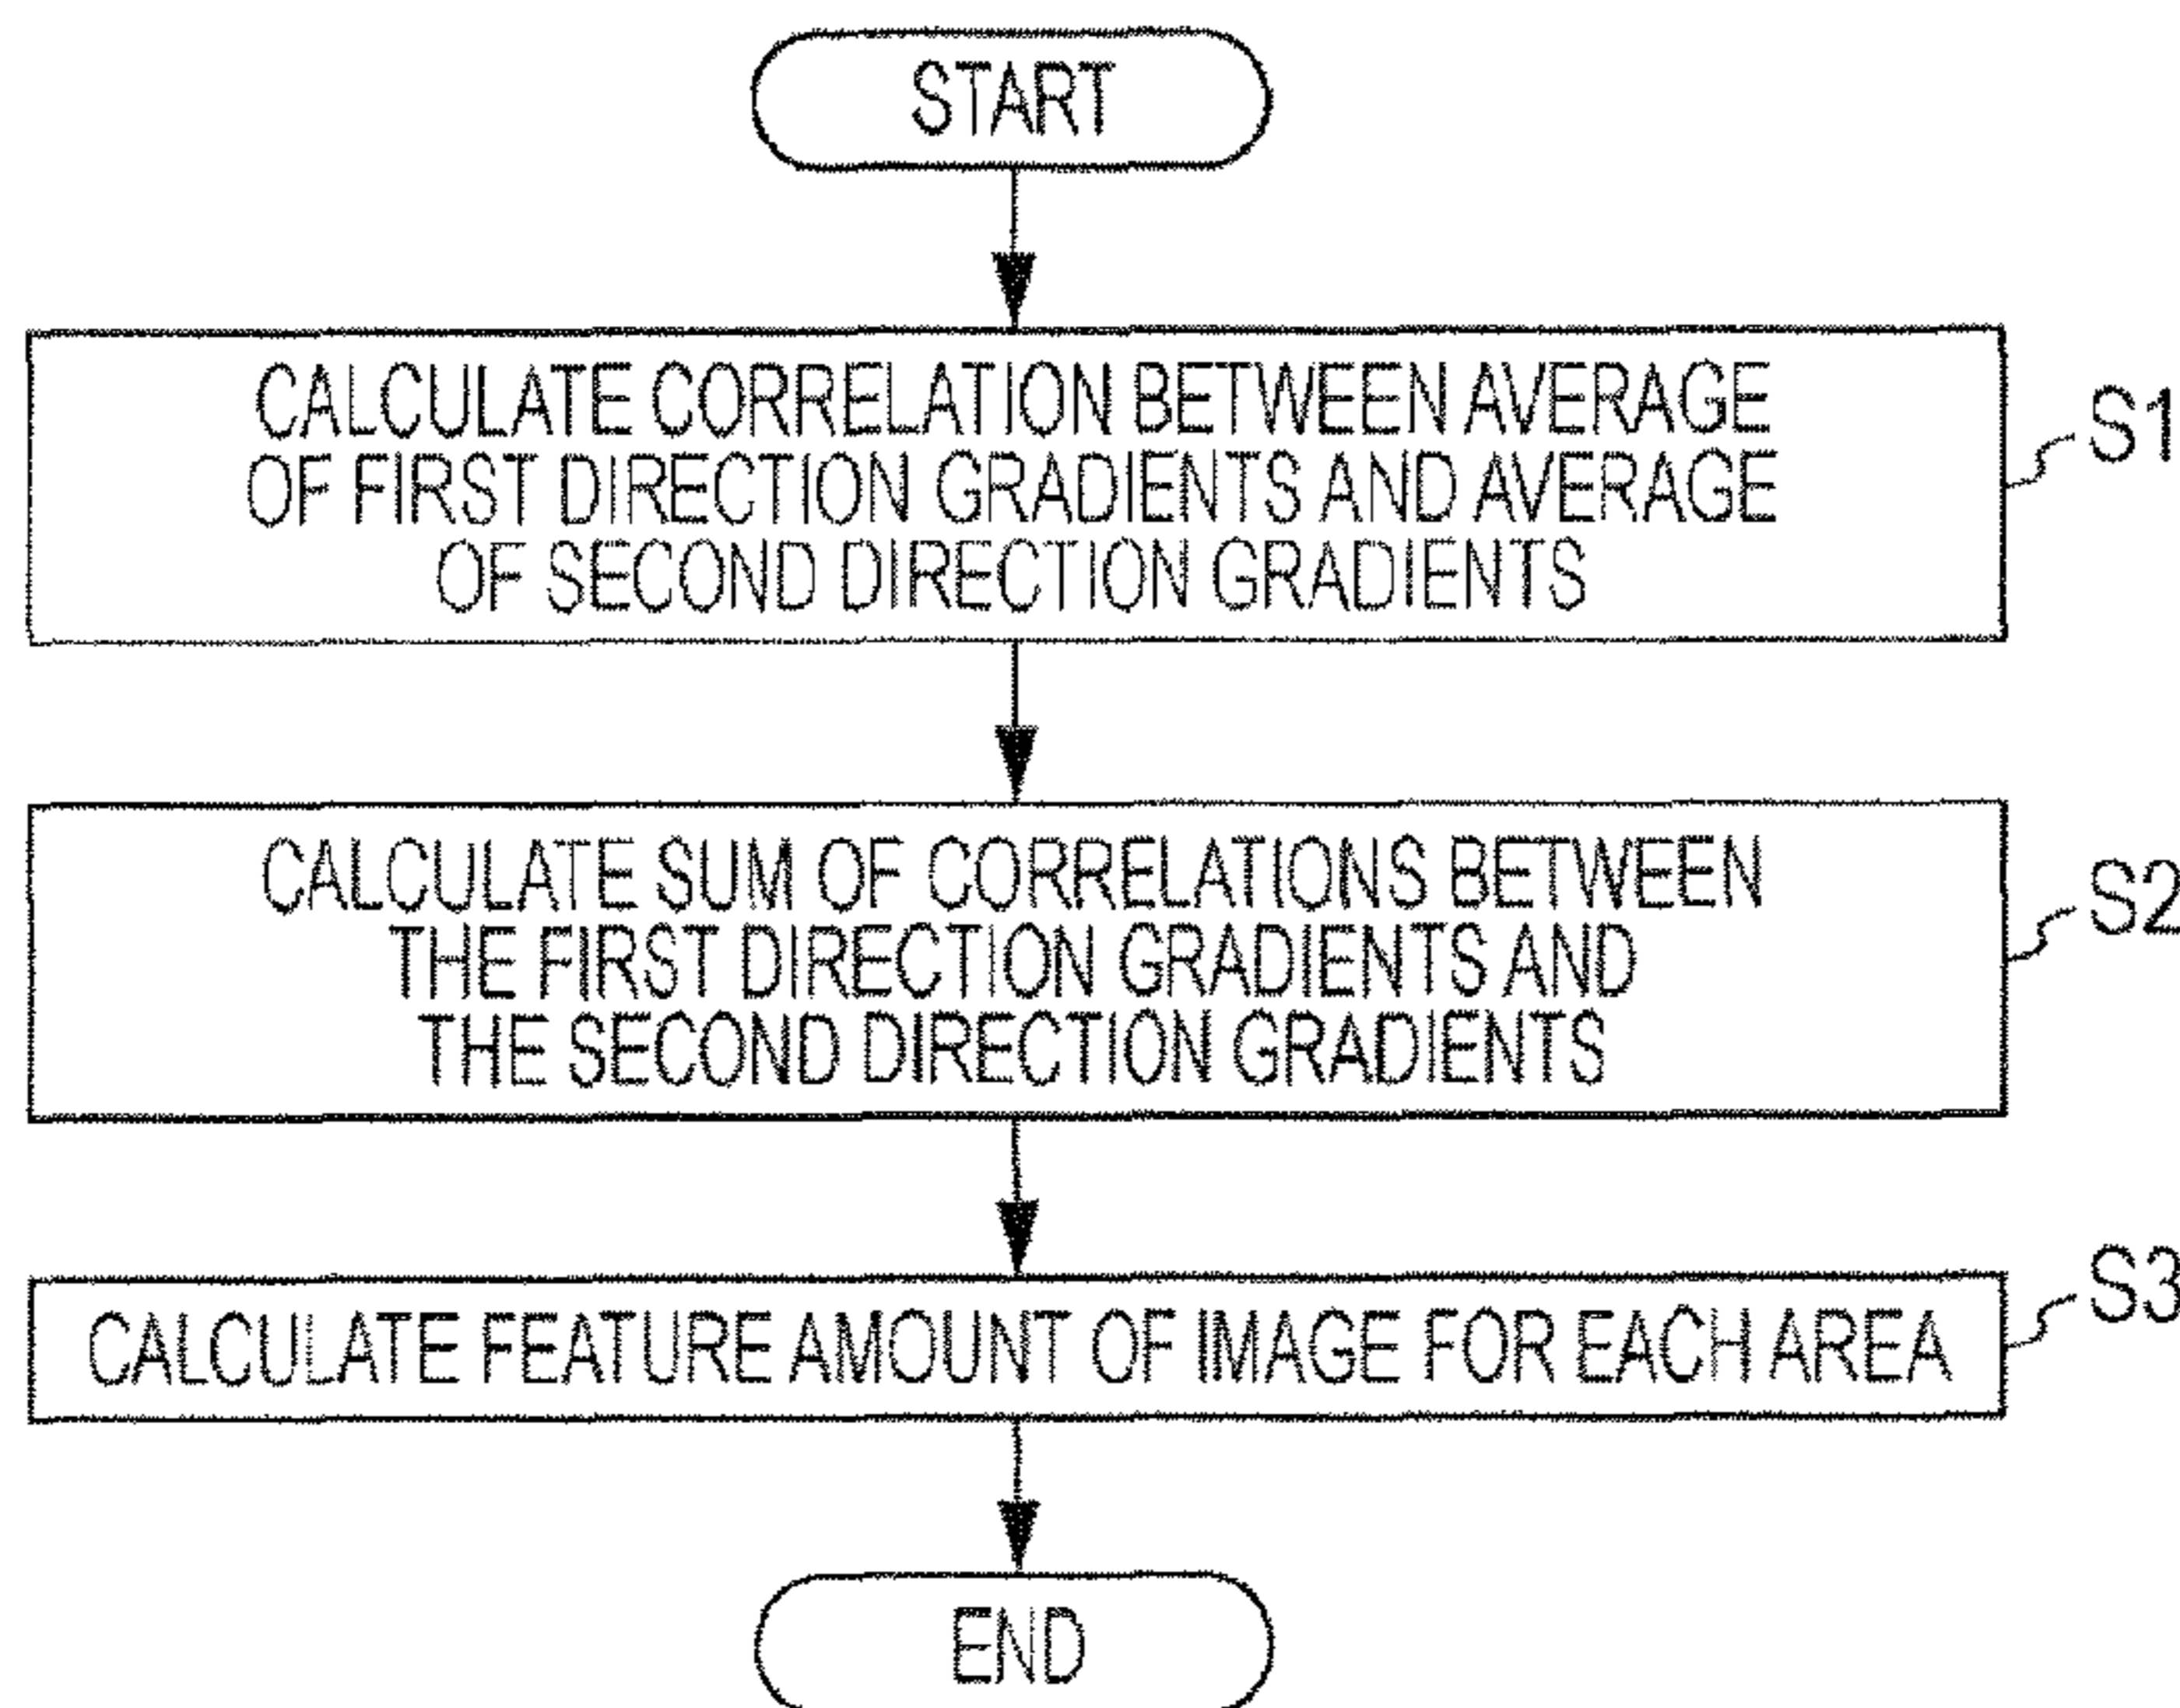 START
CALCULATE CORRELATION BETWEEN AVERAGE
OF FIRST DIRECTION GRADIENTS AND AVERAGE
OF SECOND DIRECTION GRADIENTS
S1
CALCULATE SUM OF CORRELATIONS BETWEEN
THE FIRST DIRECTION GRADIENTS AND
THE SECOND DIRECTION GRADIENTS
S2
CALCULATE FEATURE AMOUNT OF IMAGE FOR EACH AREA
S3
END